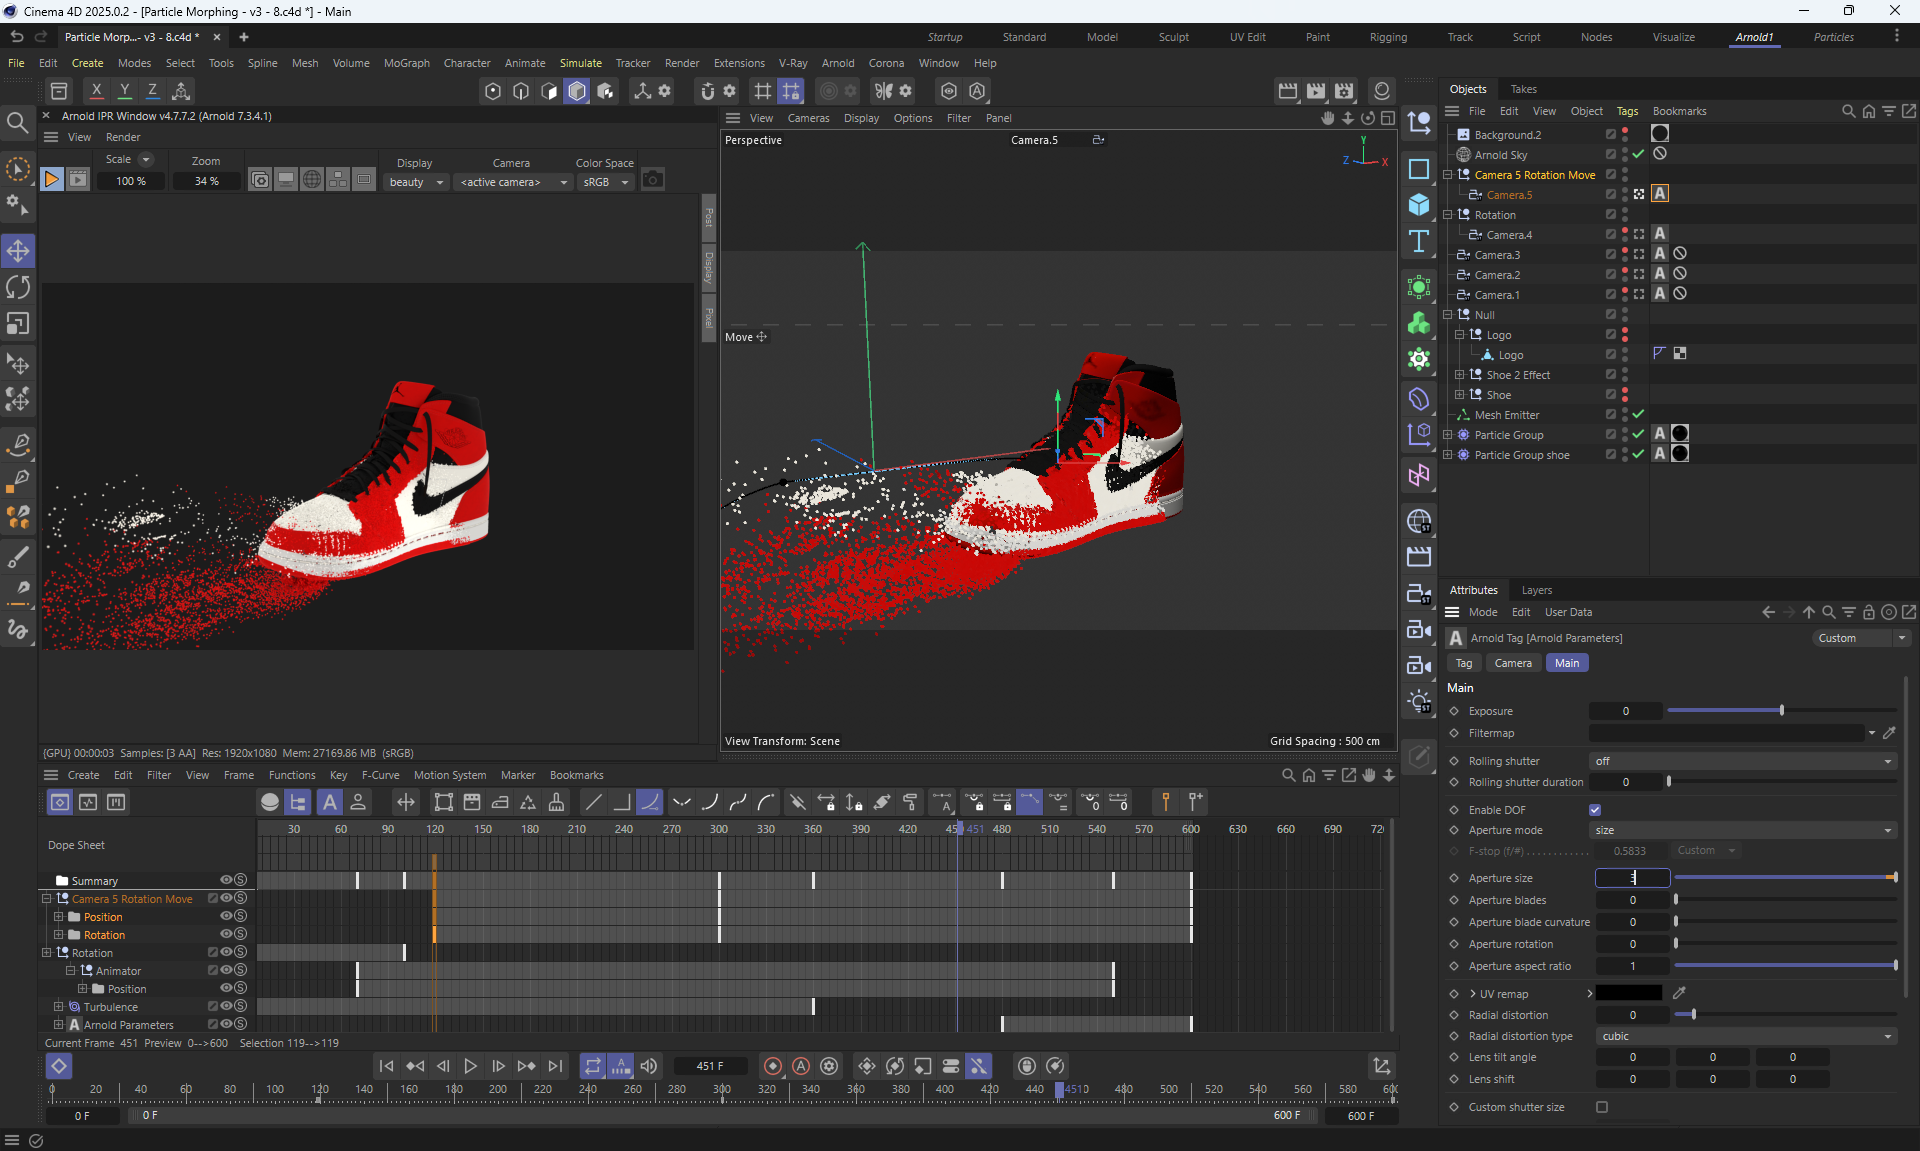 Cinema 4D 2025.0.2 - [Particle Morphing - v3 - 8.c4d *] - Main
Particle Morp...- v3 - 8.c4d *
Startup Standard Model Sculpt UV Edit Paint Rigging Track Script Nodes Visualize Arnold1 Particles
File Edit Create Modes Select Tools Spline Mesh Volume MoGraph Character Animate Simulate Tracker Render Extensions V-Ray Arnold Corona Window Help
X Y Z
Arnold IPR Window v4.7.7.2 (Arnold 7.3.4.1)
View Render
Scale Zoom Display Camera Color Space
100 % 34 % beauty <active camera> sRGB
Post
Display
Pixel
{GPU} 00:00:03 Samples: [3 AA] Res: 1920x1080 Mem: 27169.86 MB (sRGB)
View Cameras Display Options Filter Panel
Perspective Camera.5
Y
Z X
Move
View Transform: Scene Grid Spacing : 500 cm
Objects Takes
File Edit View Object Tags Bookmarks
Background.2
Arnold Sky
Camera 5 Rotation Move
Camera.5
Rotation
Camera.4
Camera.3
Camera.2
Camera.1
Null
Logo
Logo
Shoe 2 Effect
Shoe
Mesh Emitter
Particle Group
Particle Group shoe
Attributes Layers
Mode Edit User Data
Arnold Tag [Arnold Parameters] Custom
Tag Camera Main
Main
Exposure 0
Filtermap
Rolling shutter off
Rolling shutter duration 0
Enable DOF
Aperture mode size
F-stop (f/#) 0.5833 Custom
Aperture size 3
Aperture blades 0
Aperture blade curvature 0
Aperture rotation 0
Aperture aspect ratio 1
UV remap
Radial distortion 0
Radial distortion type cubic
Lens tilt angle 0 0 0
Lens shift 0 0 0
Custom shutter size
Create Edit Filter View Frame Functions Key F-Curve Motion System Marker Bookmarks
30 60 90 120 150 180 210 240 270 300 330 360 390 420 451 480 510 540 570 600 630 660 690
Dope Sheet
Summary
Camera 5 Rotation Move
Position
Rotation
Rotation
Animator
Position
Turbulence
Arnold Parameters
Current Frame 451 Preview 0-->600 Selection 119-->119
451 F
0 20 40 60 80 100 120 140 160 180 200 220 240 260 280 300 320 340 360 380 400 420 440 4510 480 500 520 540 560 580
0 F 0 F 600 F 600 F